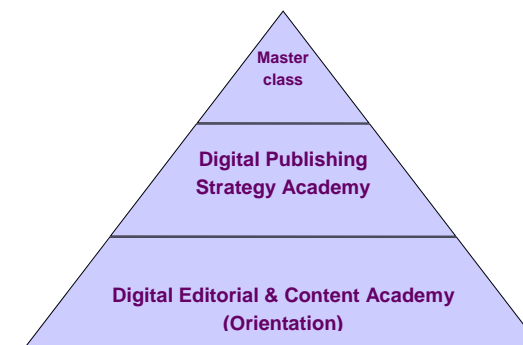 Master
class
Digital Publishing
Strategy Academy
Digital Editorial & Content Academy
(Orientation)